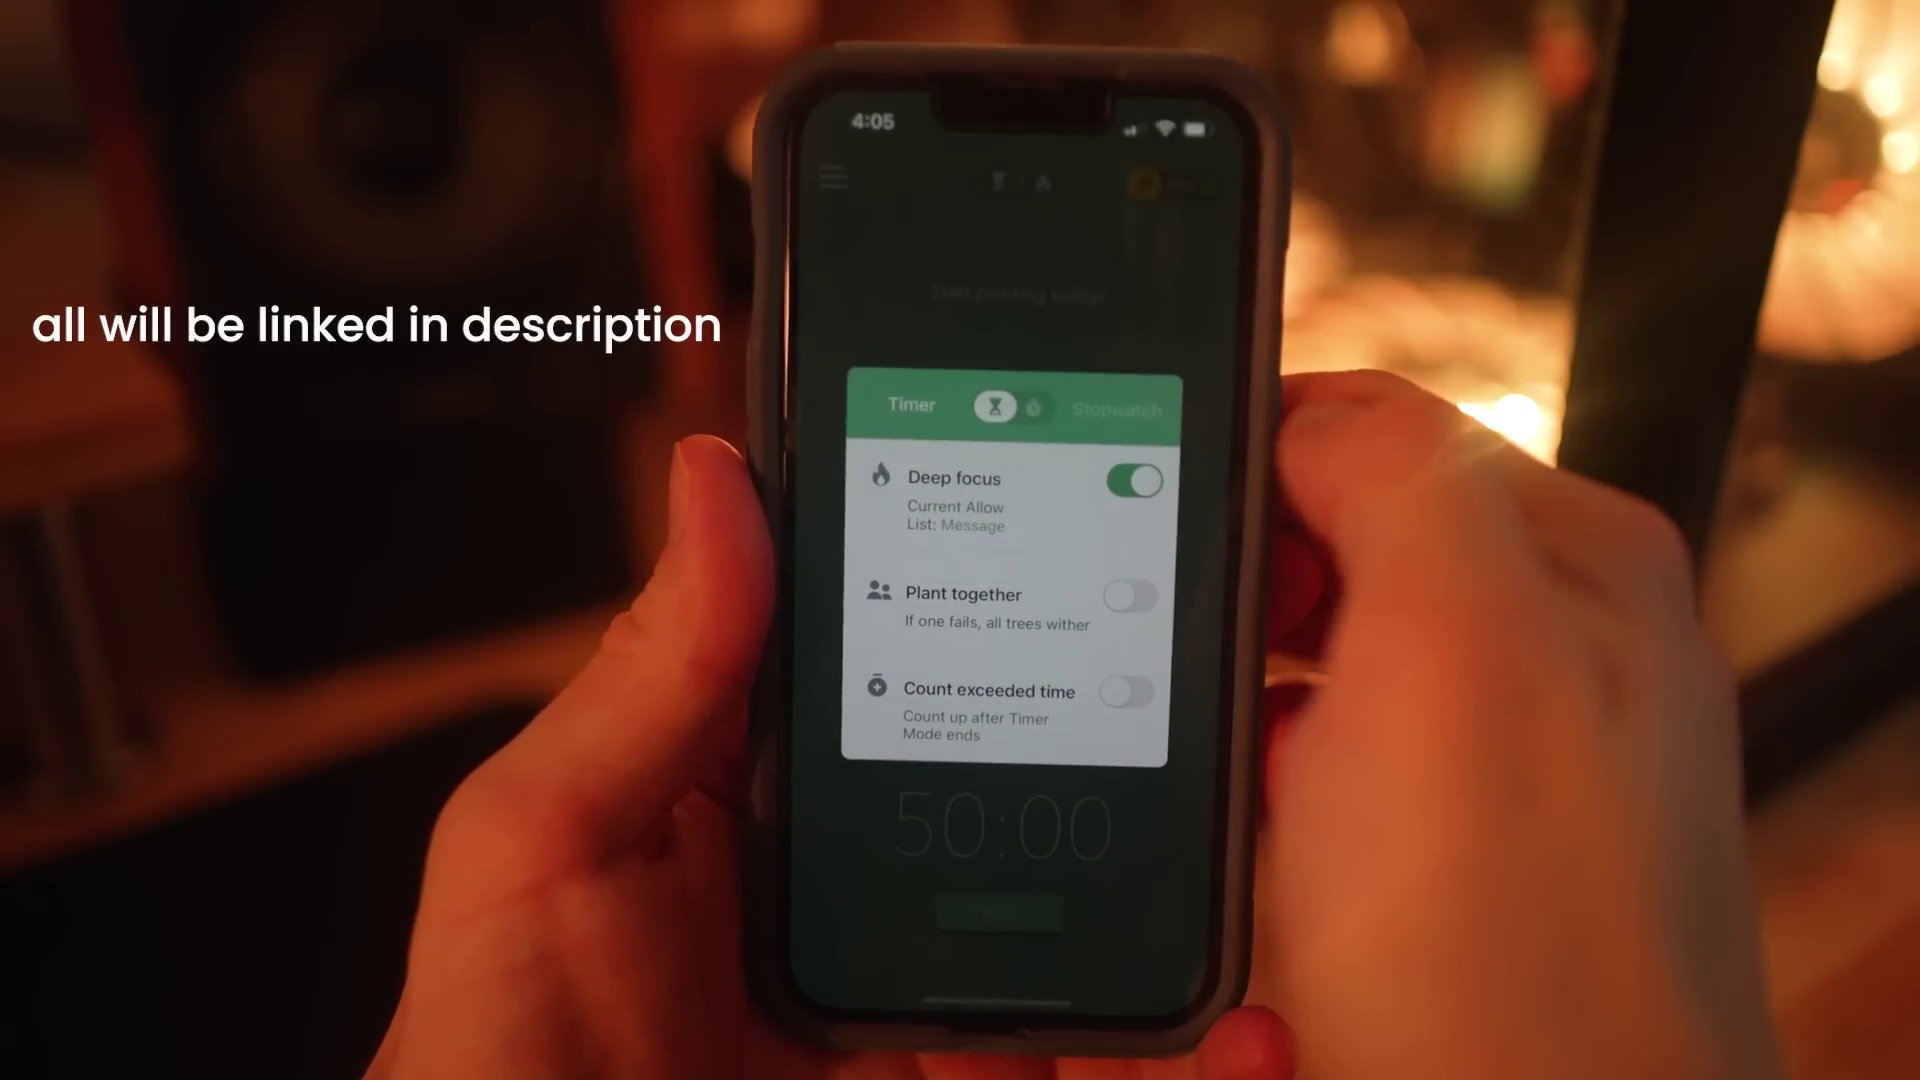 4:05
Start planting today!
all will be linked in description
Timer
Stopwatch
Deep focus
Current Allow
List: Message
Plant together
If one fails, all trees wither
Count exceeded time
Count up after Timer
Mode ends
50:00